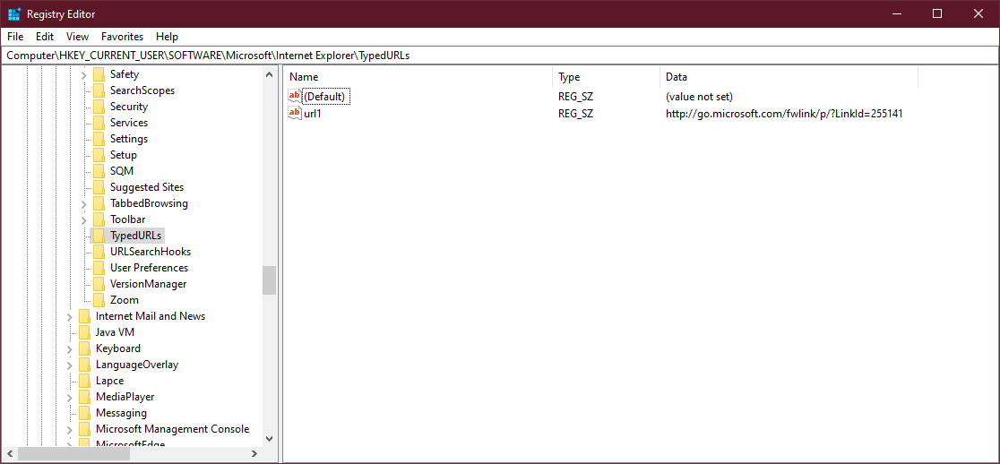 Registry Editor
File Edit View Favorites Help
Computer\HKEY_CURRENT_USER\SOFTWARE\Microsoft\Internet Explorer\TypedURLs
Safety
SearchScopes
Security
Services
Settings
Setup
SQM
Suggested Sites
TabbedBrowsing
Toolbar
TypedURLs
URLSearchHooks
User Preferences
VersionManager
Zoom
Internet Mail and News
Java VM
Keyboard
LanguageOverlay
Lapce
MediaPlayer
Messaging
Microsoft Management Console
MicrosoftEdge
Name Type Data
ab (Default) REG_SZ (value not set)
ab url1 REG_SZ http://go.microsoft.com/fwlink/p/?LinkId=255141